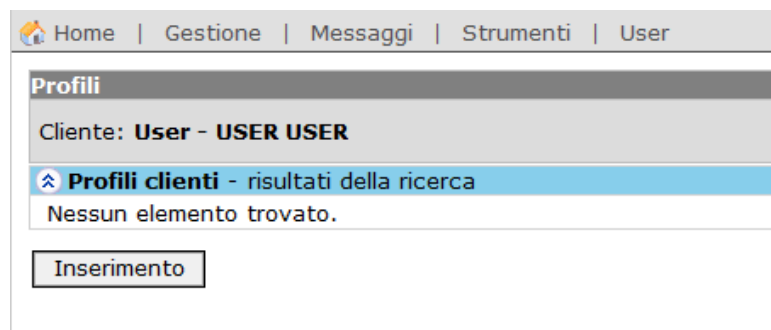 Home | Gestione | Messaggi | Strumenti | User
Profili
Cliente: User - USER USER
Profili clienti - risultati della ricerca
Nessun elemento trovato.
Inserimento